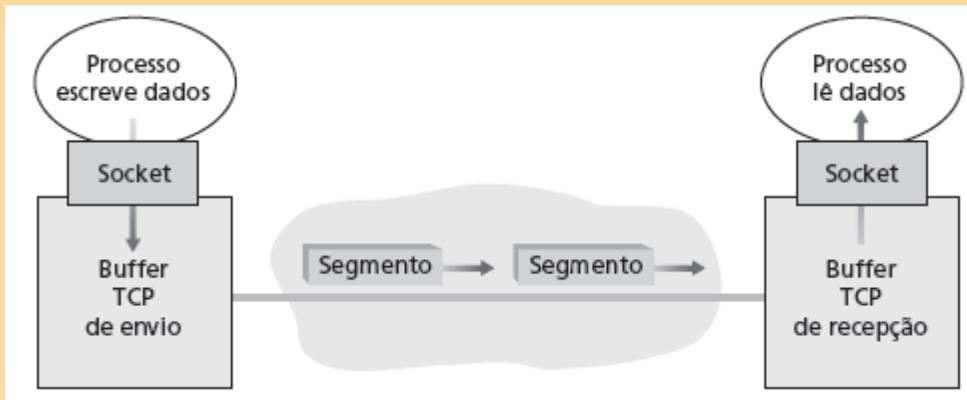 Processo
escreve dados
Socket
Buffer
TCP
de envio
Segmento
Segmento
Processo
lê dados
Socket
Buffer
TCP
de recepção